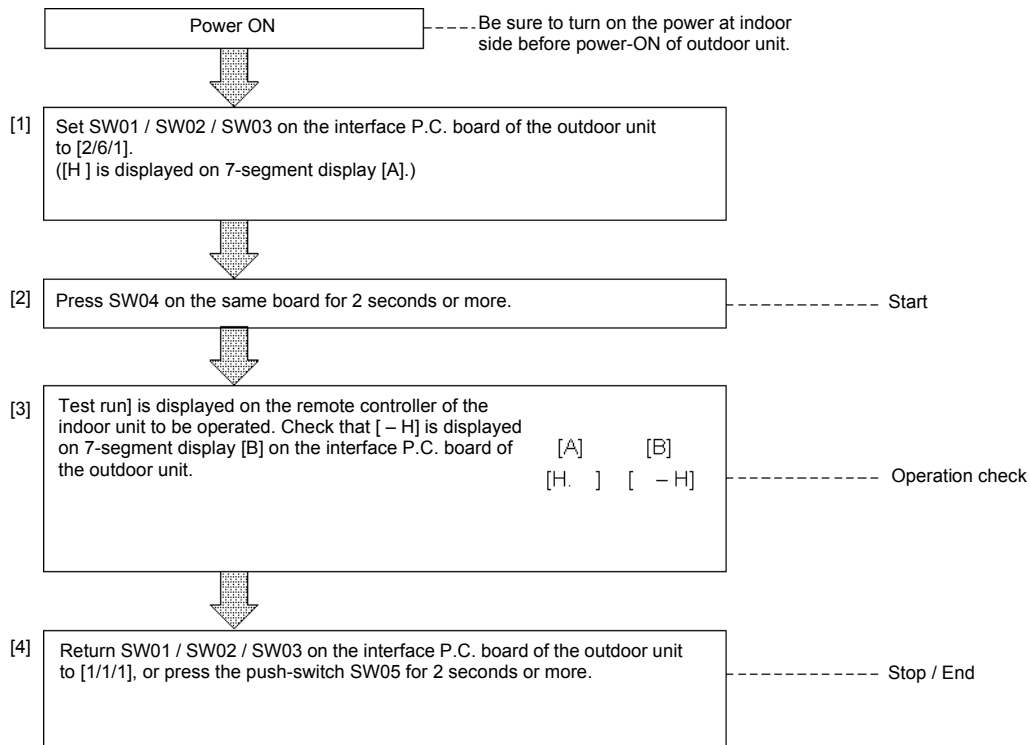 Power ON
Be sure to turn on the power at indoor
side before power-ON of outdoor unit.
[1]
Set SW01 / SW02 / SW03 on the interface P.C. board of the outdoor unit
to [2/6/1].
([H ] is displayed on 7-segment display [A].)
[2]
Press SW04 on the same board for 2 seconds or more.
Start
[3]
Test run] is displayed on the remote controller of the
indoor unit to be operated. Check that [ – H] is displayed
on 7-segment display [B] on the interface P.C. board of
the outdoor unit.
[A] [B]
[H. ] [ – H]
Operation check
[4]
Return SW01 / SW02 / SW03 on the interface P.C. board of the outdoor unit
to [1/1/1], or press the push-switch SW05 for 2 seconds or more.
Stop / End